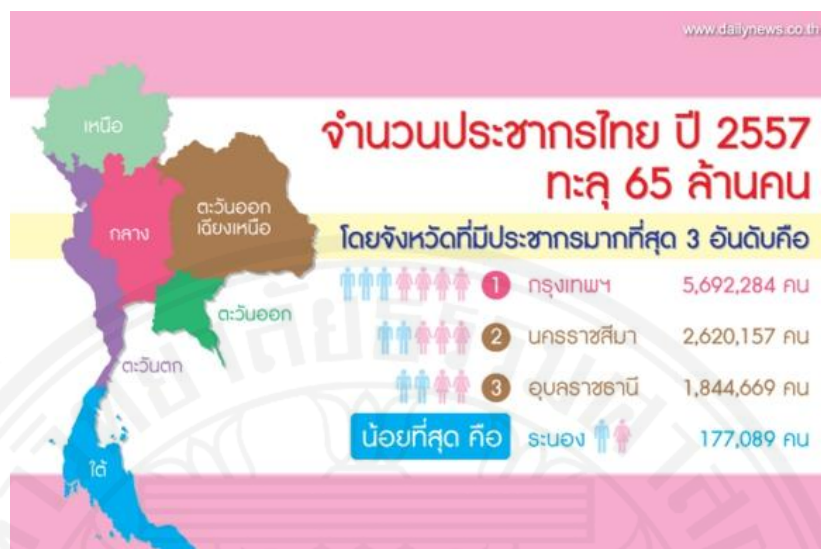 www.dailynews.co.th
จำนวนประชากรไทย ปี 2557
ทะลุ 65 ล้านคน
โดยจังหวัดที่มีประชากรมากที่สุด 3 อันดับคือ
1 กรุงเทพฯ 5,692,284 คน
2 นครราชสีมา 2,620,157 คน
3 อุบลราชธานี 1,844,669 คน
น้อยที่สุด คือ ระนอง 177,089 คน
เหนือ
กลาง
ตะวันออก
เฉียงเหนือ
ตะวันออก
ตะวันตก
ใต้